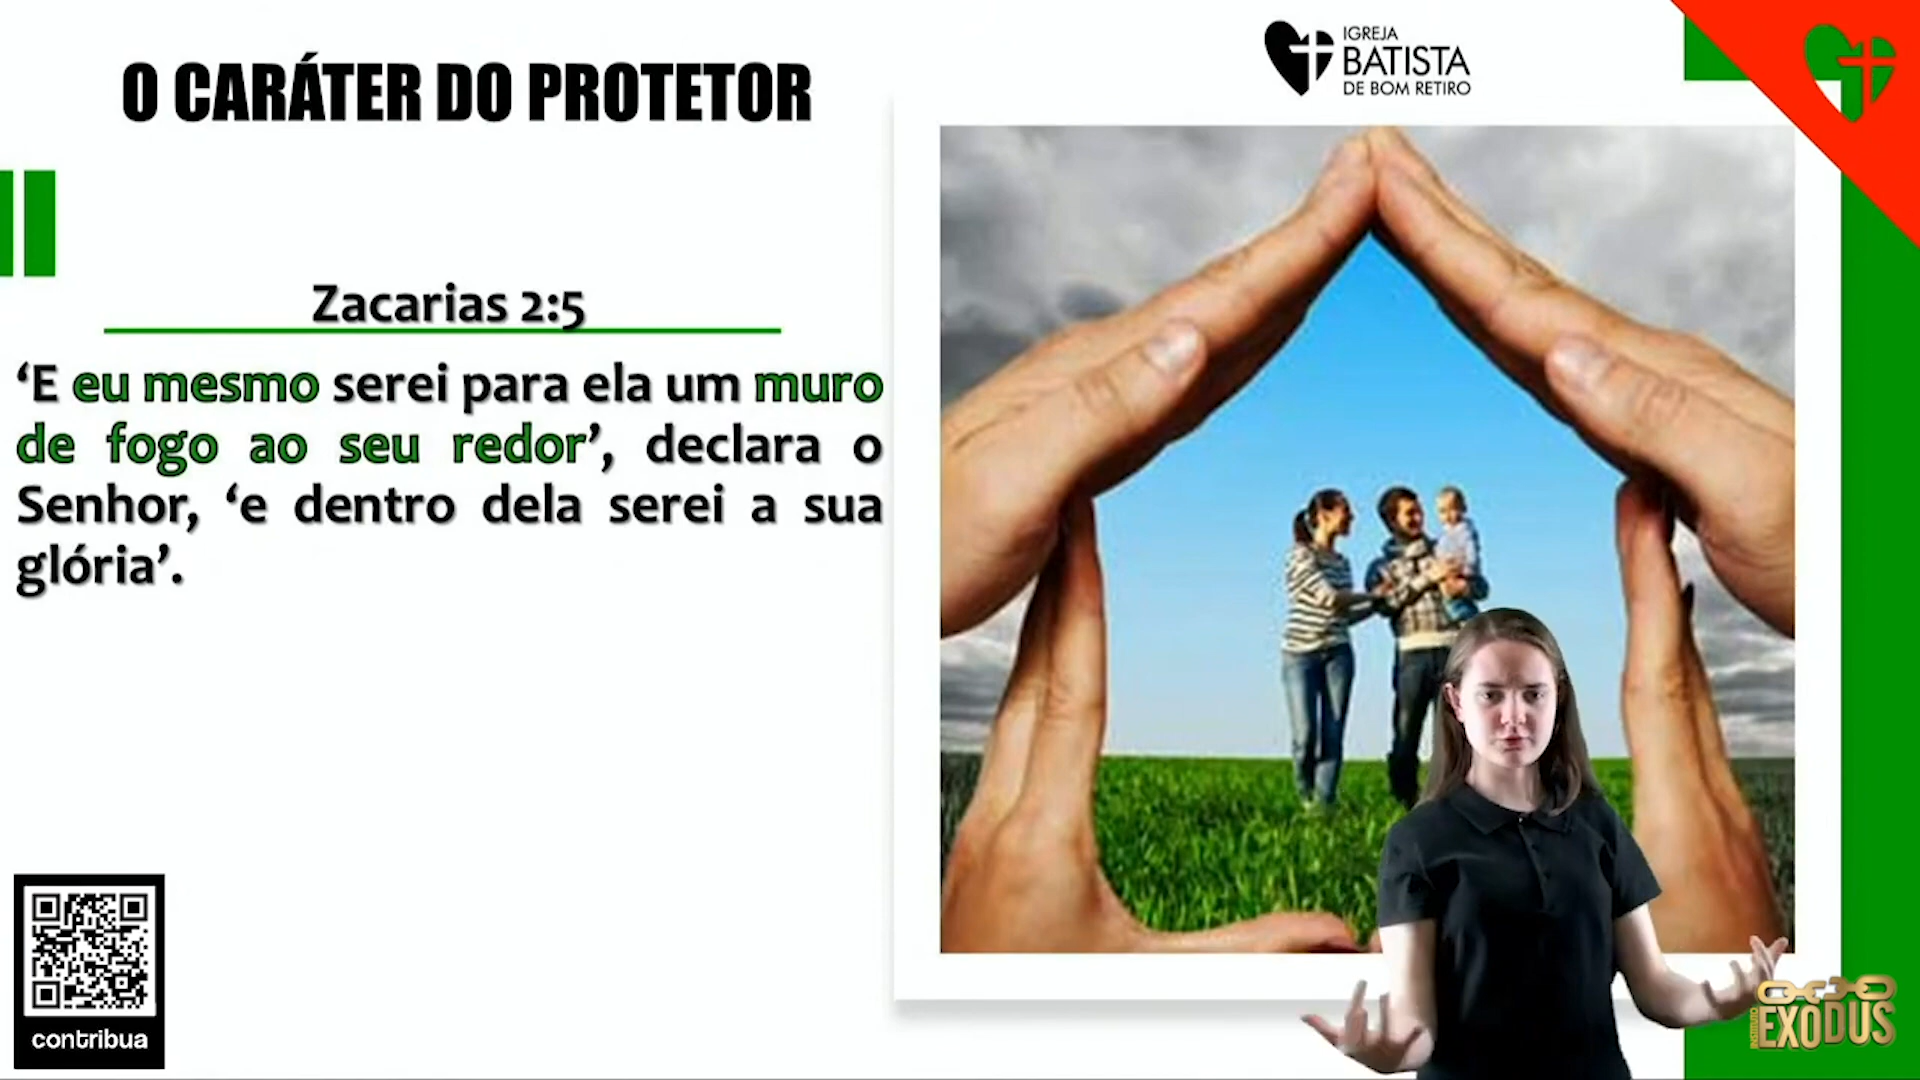 O CARÁTER DO PROTETOR
IGREJA
BATISTA
DE BOM RETIRO
Zacarias 2:5
‘E eu mesmo serei para ela um muro
de fogo ao seu redor’, declara o
Senhor, ‘e dentro dela serei a sua
glória’.
contribua
INSTITUTO
EXODUS